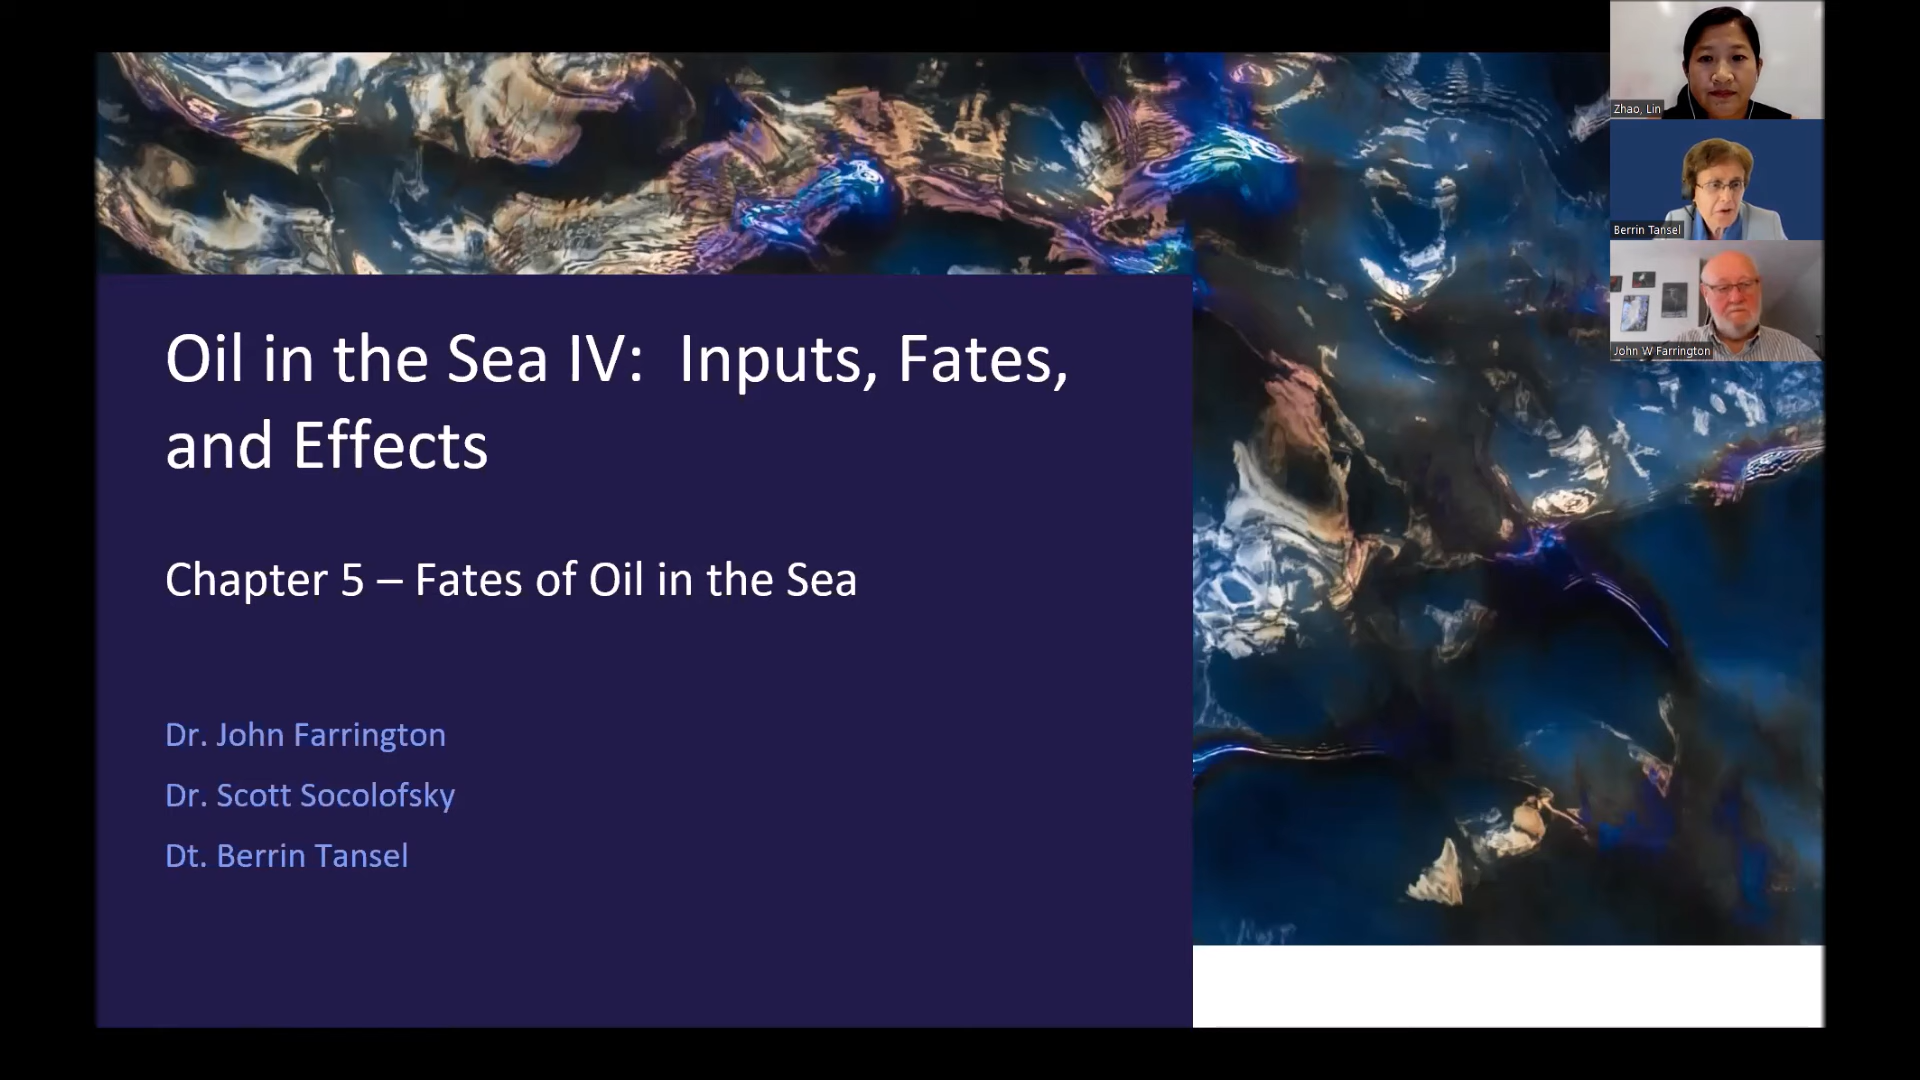 Oil in the Sea IV:  Inputs, Fates,
and Effects
Chapter 5 – Fates of Oil in the Sea
Dr. John Farrington
Dr. Scott Socolofsky
Dt. Berrin Tansel
Zhao, Lin
Berrin Tansel
John W Farrington